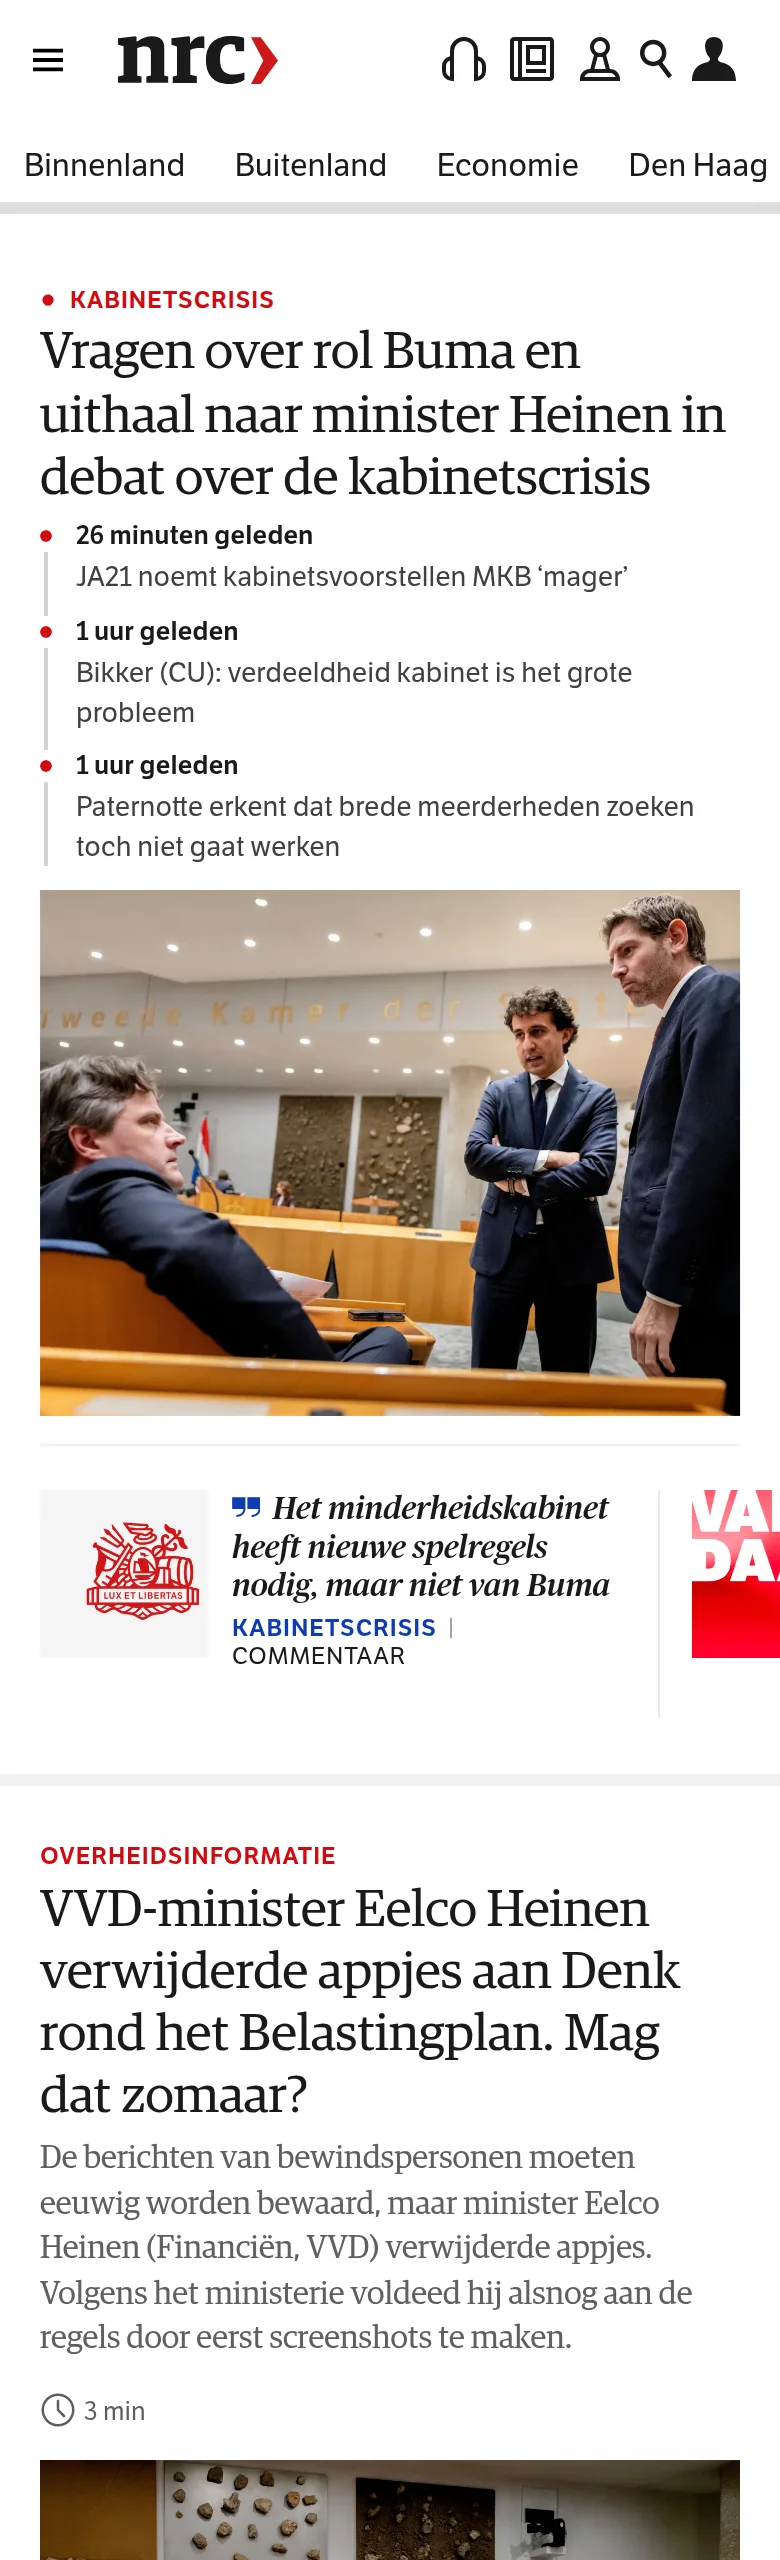 nrc
Binnenland Buitenland Economie Den Haag
KABINETSCRISIS
Vragen over rol Buma en
uithaal naar minister Heinen in
debat over de kabinetscrisis
26 minuten geleden
JA21 noemt kabinetsvoorstellen MKB ‘mager’
1 uur geleden
Bikker (CU): verdeeldheid kabinet is het grote
probleem
1 uur geleden
Paternotte erkent dat brede meerderheden zoeken
toch niet gaat werken
Tweede Kamer der State
LUX ET LIBERTAS
Het minderheidskabinet
heeft nieuwe spelregels
nodig, maar niet van Buma
KABINETSCRISIS |
COMMENTAAR
VA
DA
OVERHEIDSINFORMATIE
VVD-minister Eelco Heinen
verwijderde appjes aan Denk
rond het Belastingplan. Mag
dat zomaar?
De berichten van bewindspersonen moeten
eeuwig worden bewaard, maar minister Eelco
Heinen (Financiën, VVD) verwijderde appjes.
Volgens het ministerie voldeed hij alsnog aan de
regels door eerst screenshots te maken.
3 min